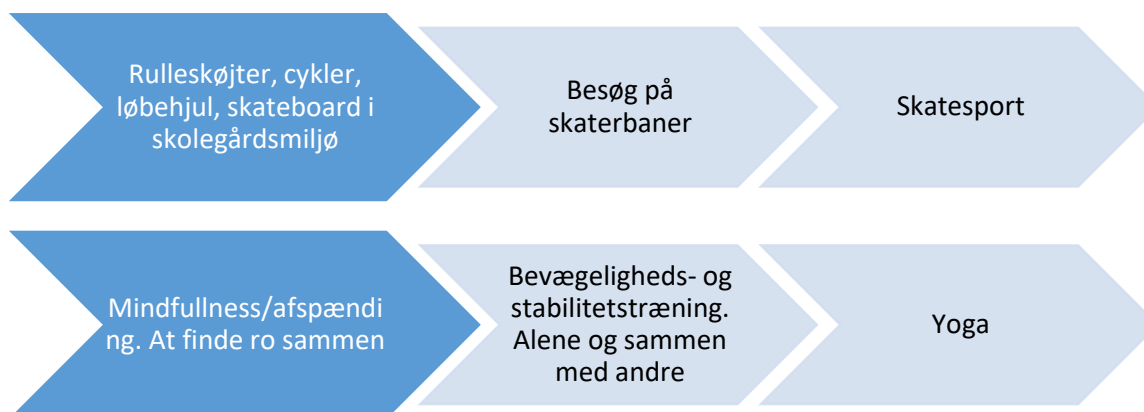 Rulleskøjter, cykler,
løbehjul, skateboard i
skolegårdsmiljø
Besøg på
skaterbaner
Skatesport
Mindfullness/afspændi
ng. At finde ro sammen
Bevægeligheds- og
stabilitetstræning.
Alene og sammen
med andre
Yoga